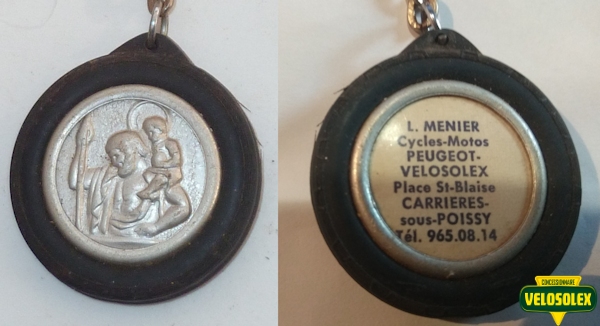 L. MENIER
Cycles-Motos
PEUGEOT-
VELOSOLEX
Place St-Blaise
CARRIERES-
sous-POISSY
Tél. 965.08.14
CONCESSIONNAIRE
VELOSOLEX